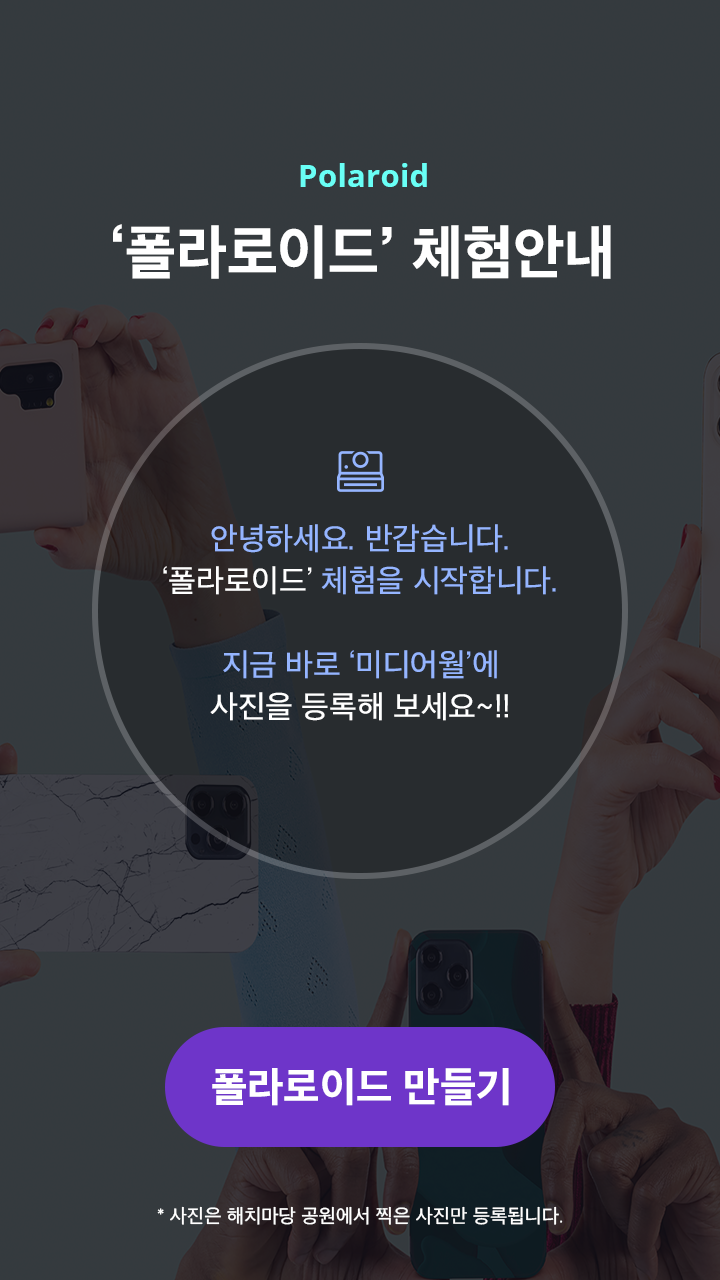 Polaroid
‘폴라로이드’ 체험안내
안녕하세요. 반갑습니다.
‘폴라로이드’ 체험을 시작합니다.
지금 바로 ‘미디어월’에
사진을 등록해 보세요~!!
폴라로이드 만들기
* 사진은 해치마당 공원에서 찍은 사진만 등록됩니다.